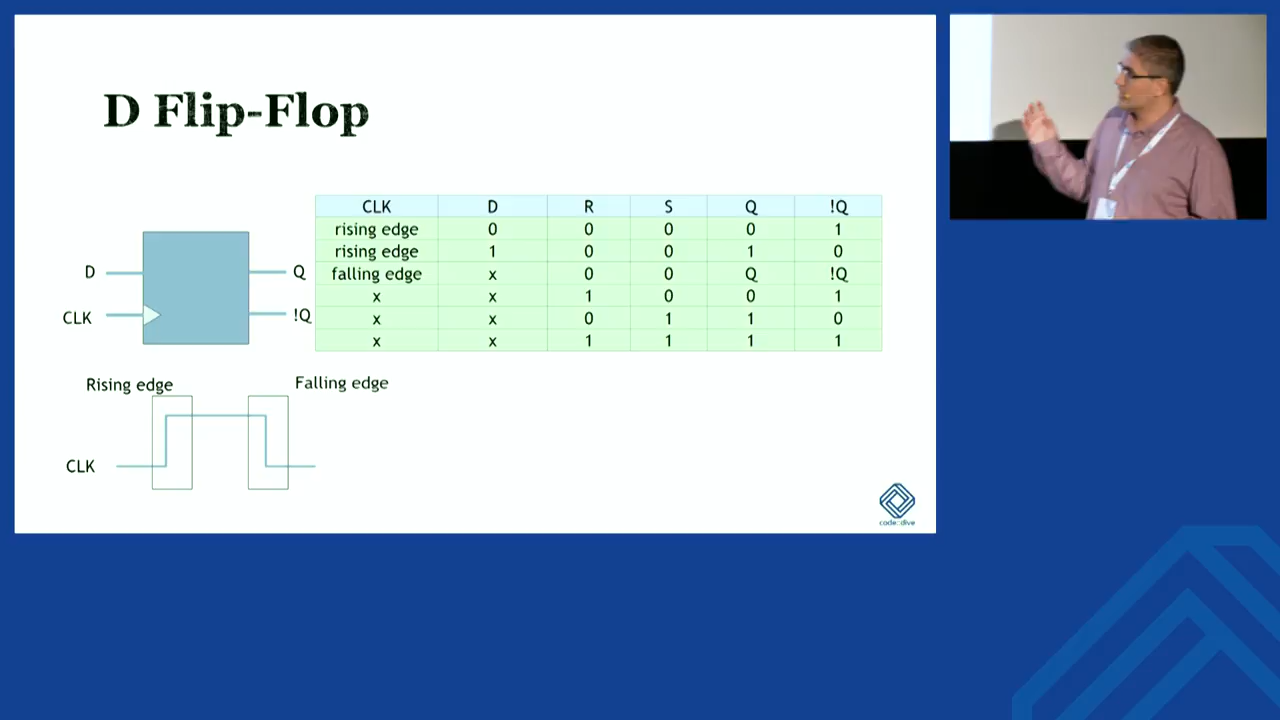 D Flip-Flop
CLK D R S Q !Q
rising edge 0 0 0 0 1
rising edge 1 0 0 1 0
falling edge x 0 0 Q !Q
x x 1 0 0 1
x x 0 1 1 0
x x 1 1 1 1
D
Q
CLK
!Q
Rising edge
Falling edge
CLK
code::dive